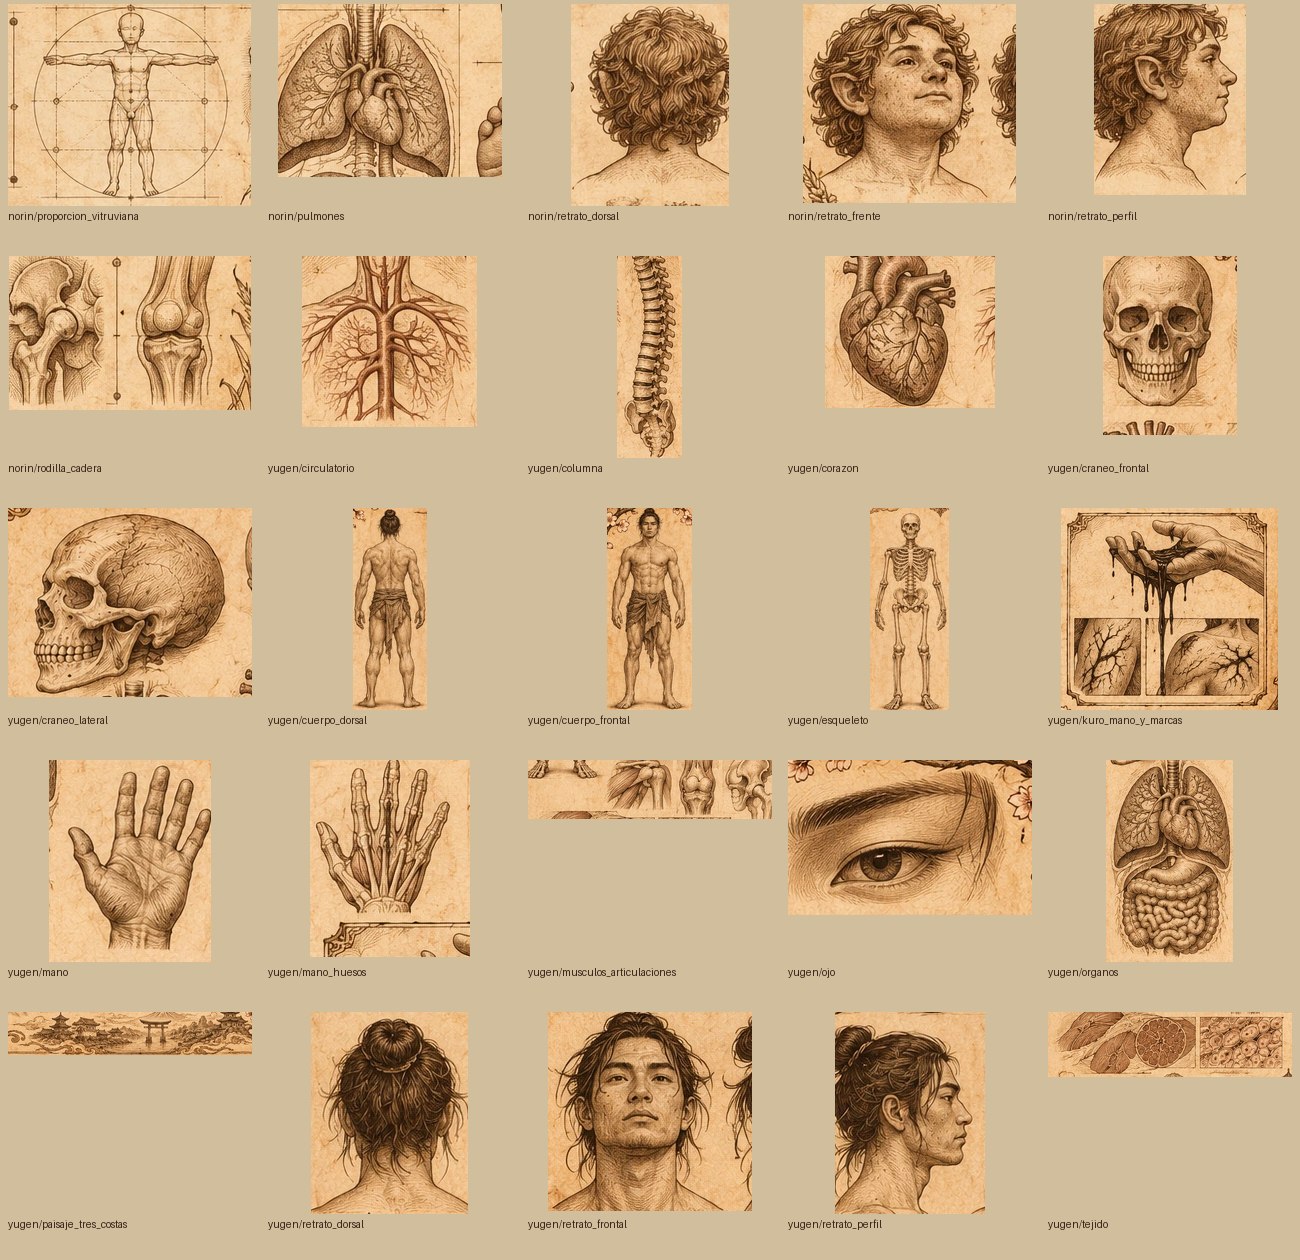 norin/proporcion_vitruviana
norin/pulmones
norin/retrato_dorsal
norin/retrato_frente
norin/retrato_perfil
norin/rodilla_cadera
yugen/circulatorio
yugen/columna
yugen/corazon
yugen/craneo_frontal
yugen/craneo_lateral
yugen/cuerpo_dorsal
yugen/cuerpo_frontal
yugen/esqueleto
yugen/kuro_mano_y_marcas
yugen/mano
yugen/mano_huesos
yugen/musculos_articulaciones
yugen/ojo
yugen/organos
yugen/paisaje_tres_costas
yugen/retrato_dorsal
yugen/retrato_frontal
yugen/retrato_perfil
yugen/tejido